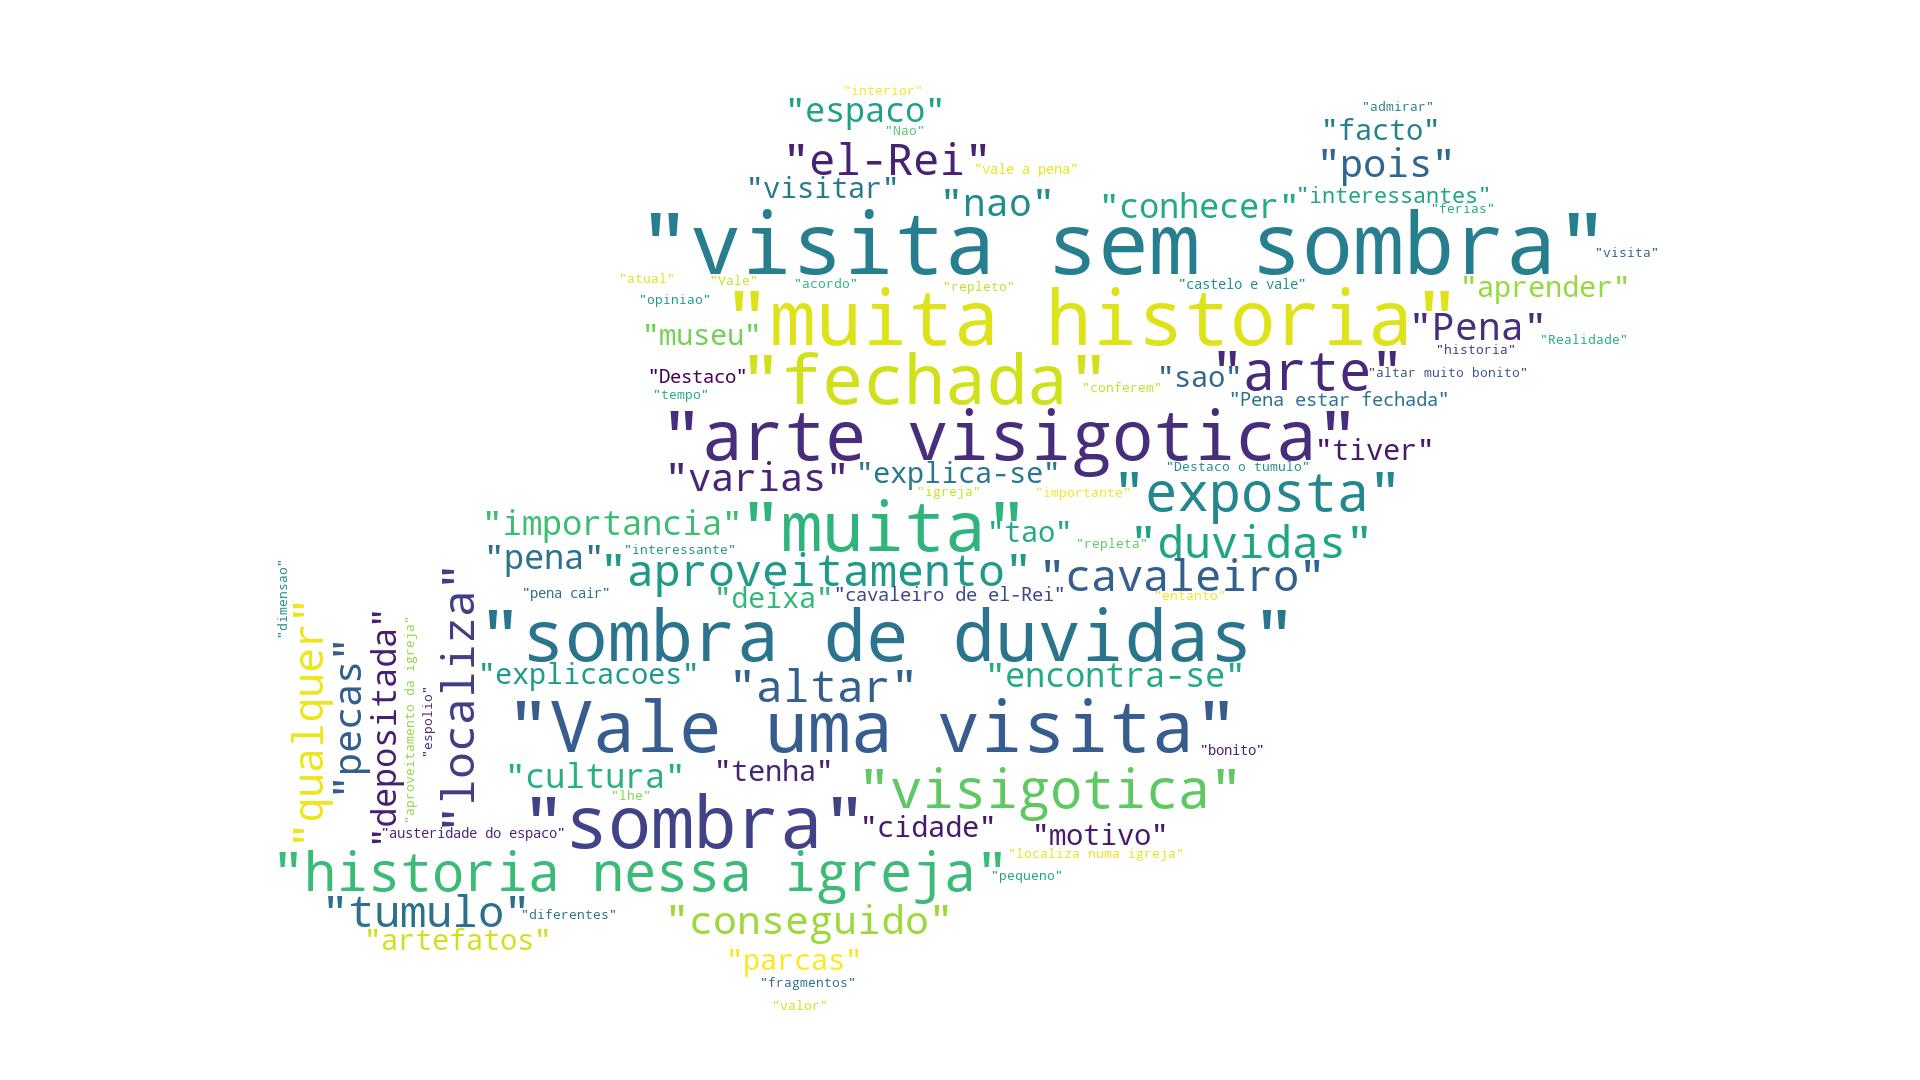 "interior"
"espaco"
"admirar"
"Nao"
"facto"
"el-Rei"
"vale a pena"
"pois"
"visitar"
"nao"
"conhecer"
"interessantes"
"ferias"
"visita sem sombra"
"visita"
"atual"
"Vale"
"acordo"
"repleto"
"castelo e vale"
"aprender"
"opiniao"
"muita historia"
"museu"
"Pena"
"Realidade"
"historia"
"Destaco"
"fechada"
"conferem"
"sao"
"arte"
"altar muito bonito"
"tempo"
"Pena estar fechada"
"arte visigotica"
"tiver"
"varias"
"explica-se"
"Destaco o tumulo"
"igreja"
"importante"
"exposta"
"importancia"
"muita"
"tao"
"repleta"
"duvidas"
"pena"
"interessante"
"aproveitamento"
"cavaleiro"
"pena cair"
"deixa"
"cavaleiro de el-Rei"
"entanto"
"dimensao"
"qualquer"
"pecas"
"depositada"
"aproveitamento da igreja"
"espolio"
"localiza"
"sombra de duvidas"
"explicacoes"
"altar"
"encontra-se"
"Vale uma visita"
"bonito"
"cultura"
"tenha"
"visigotica"
"lhe"
"sombra"
"austeridade do espaco"
"cidade"
"motivo"
"historia nessa igreja"
"localiza numa igreja"
"pequeno"
"tumulo"
"diferentes"
"conseguido"
"artefatos"
"parcas"
"fragmentos"
"valor"